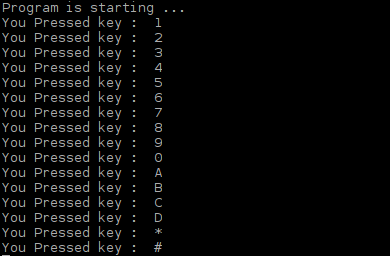 Program is starting ...
You Pressed key :  1
You Pressed key :  2
You Pressed key :  3
You Pressed key :  4
You Pressed key :  5
You Pressed key :  6
You Pressed key :  7
You Pressed key :  8
You Pressed key :  9
You Pressed key :  0
You Pressed key :  A
You Pressed key :  B
You Pressed key :  C
You Pressed key :  D
You Pressed key :  *
You Pressed key :  #